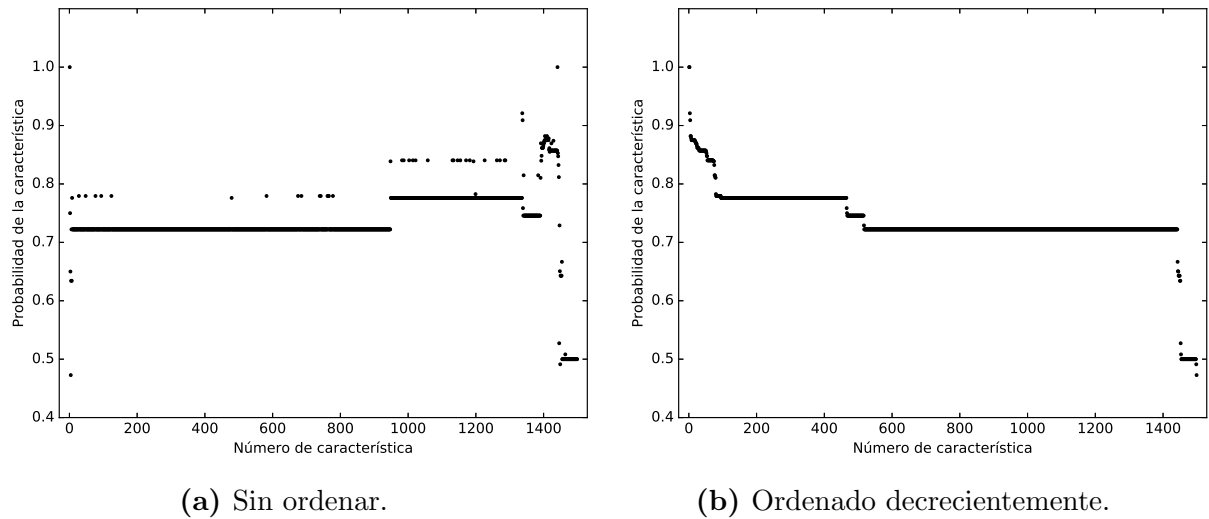 1.0
0.9
0.8
0.7
0.6
0.5
0.4
Probabilidad de la característica
0 200 400 600 800 1000 1200 1400
Número de característica
(a) Sin ordenar.
1.0
0.9
0.8
0.7
0.6
0.5
0.4
Probabilidad de la característica
0 200 400 600 800 1000 1200 1400
Número de característica
(b) Ordenado decrecientemente.